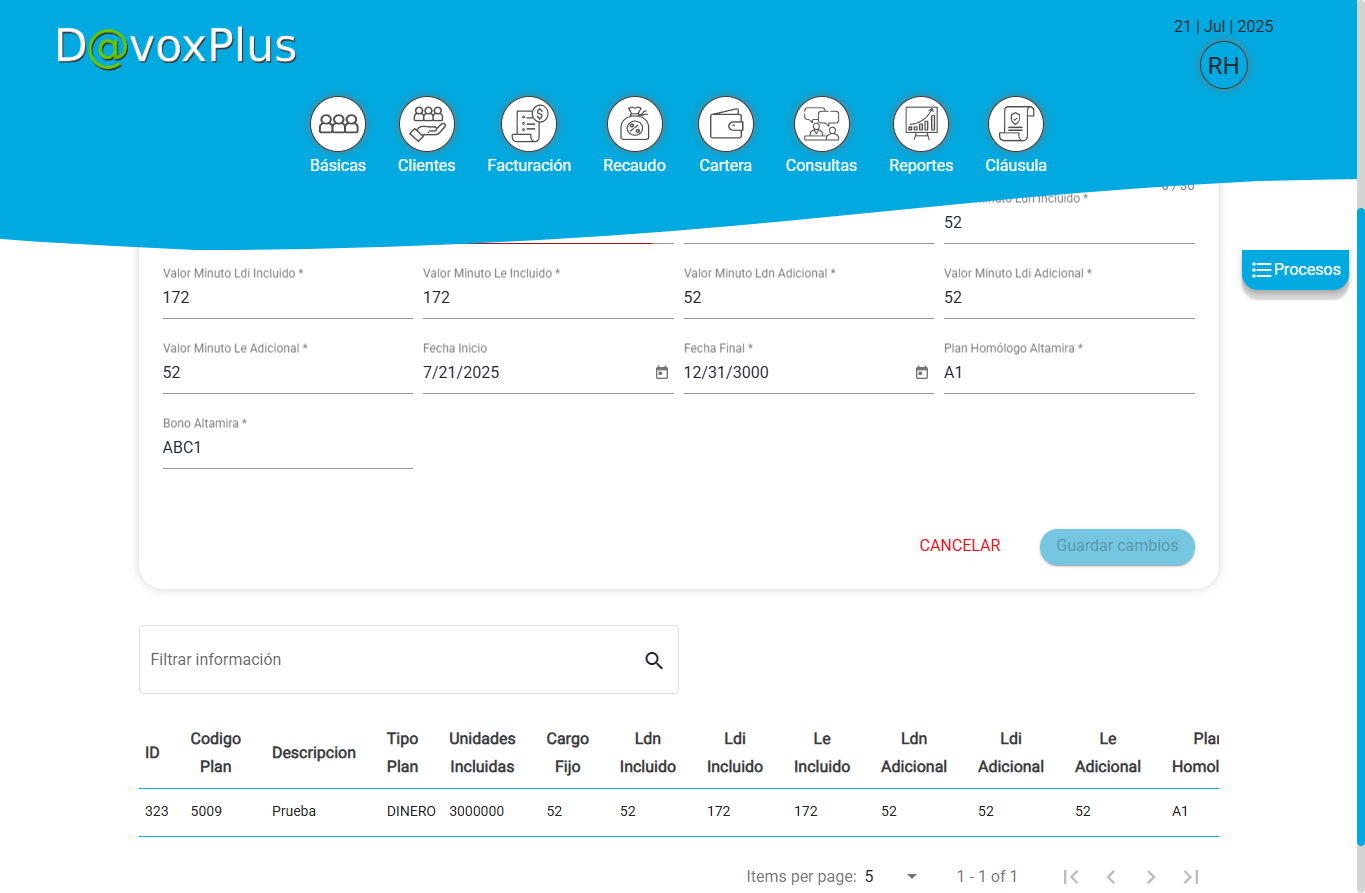 D@voxPlus
21 | Jul | 2025
RH
Básicas
Clientes
Facturación
Recaudo
Cartera
Consultas
Reportes
Cláusula
52
Procesos
Valor Minuto Ldi Incluido *
Valor Minuto Le Incluido *
Valor Minuto Ldn Adicional *
Valor Minuto Ldi Adicional *
172
172
52
52
Valor Minuto Le Adicional *
Fecha Inicio
Fecha Final *
Plan Homólogo Altamira *
52
7/21/2025
12/31/3000
A1
Bono Altamira *
ABC1
CANCELAR
Guardar cambios
Filtrar información
ID
Codigo
Plan
Descripcion
Tipo
Plan
Unidades
Incluidas
Cargo
Fijo
Ldn
Incluido
Ldi
Incluido
Le
Incluido
Ldn
Adicional
Ldi
Adicional
Le
Adicional
Plan
Homol
323
5009
Prueba
DINERO
3000000
52
52
172
172
52
52
52
A1
Items per page: 5
1 - 1 of 1